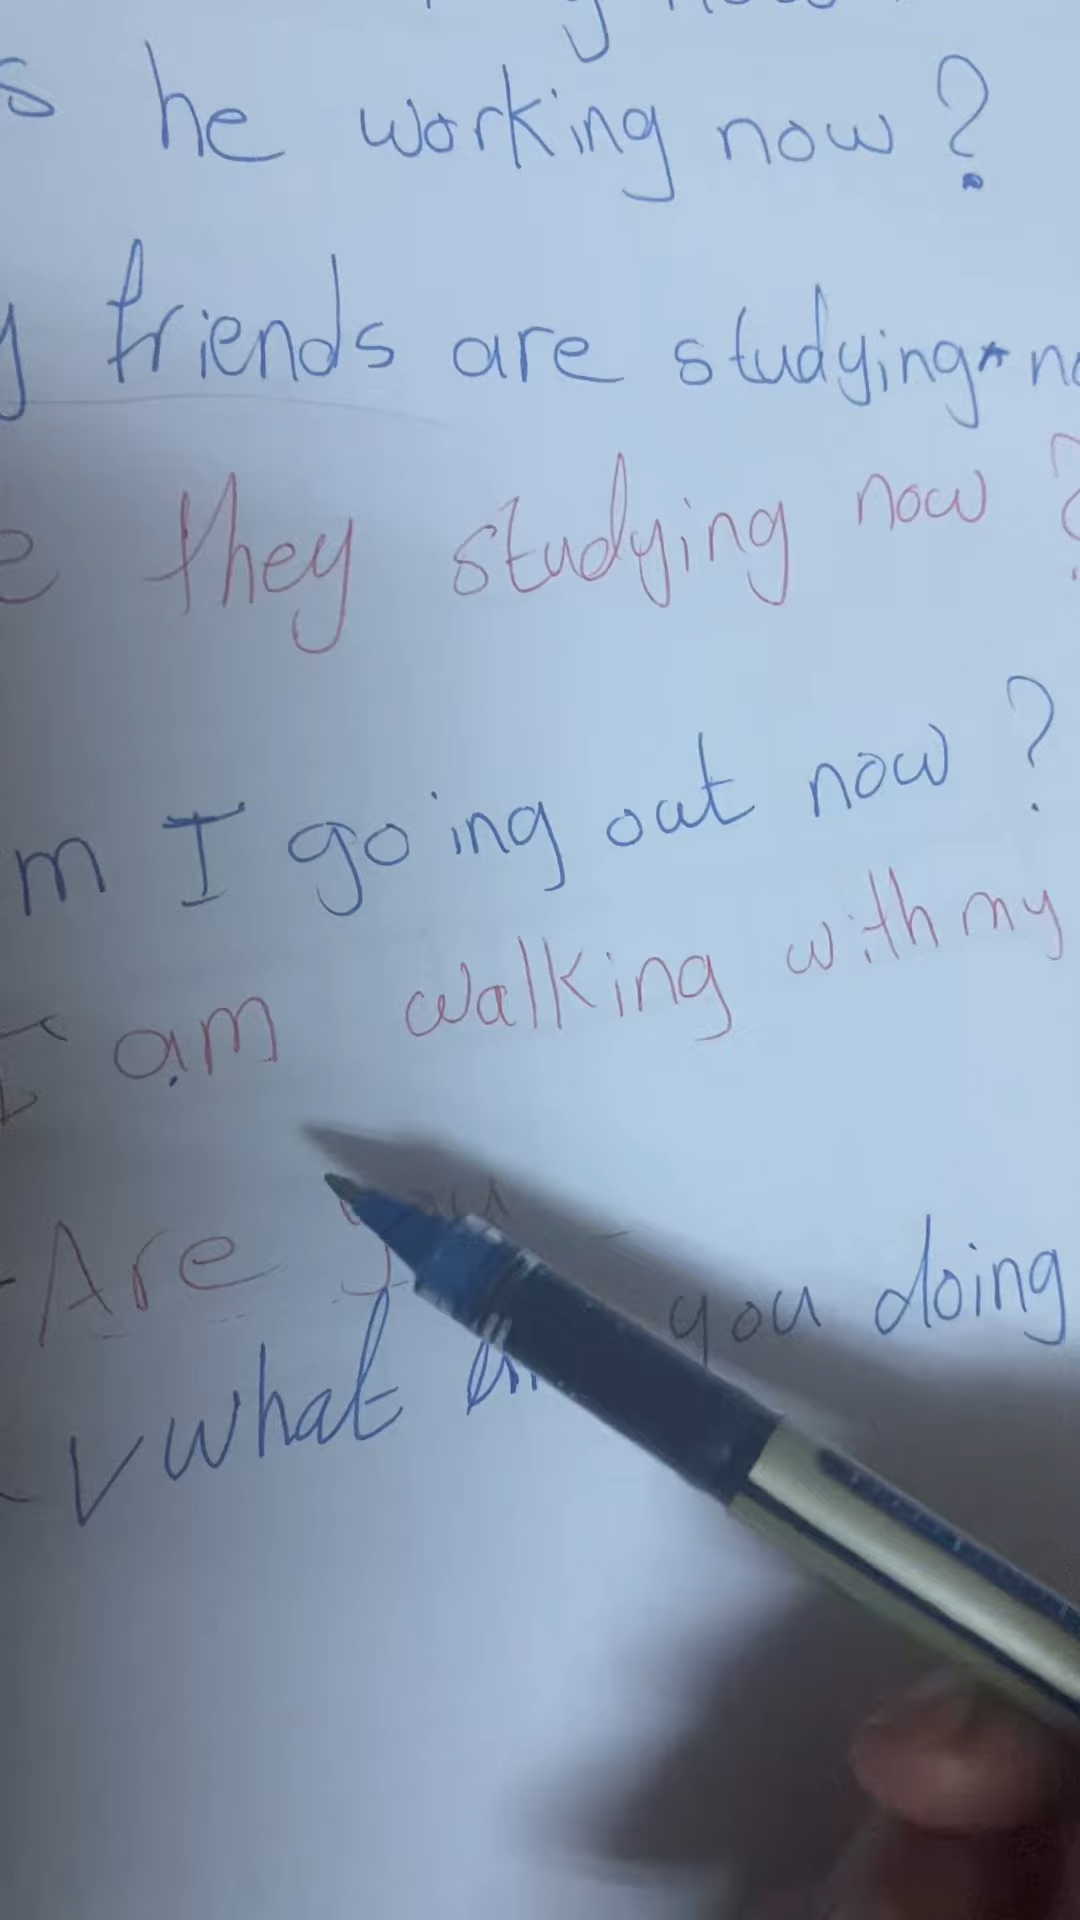 s he working now?
y friends are studying no
e they studying now?
m I going out now?
I am walking with my
- Are
what you doing